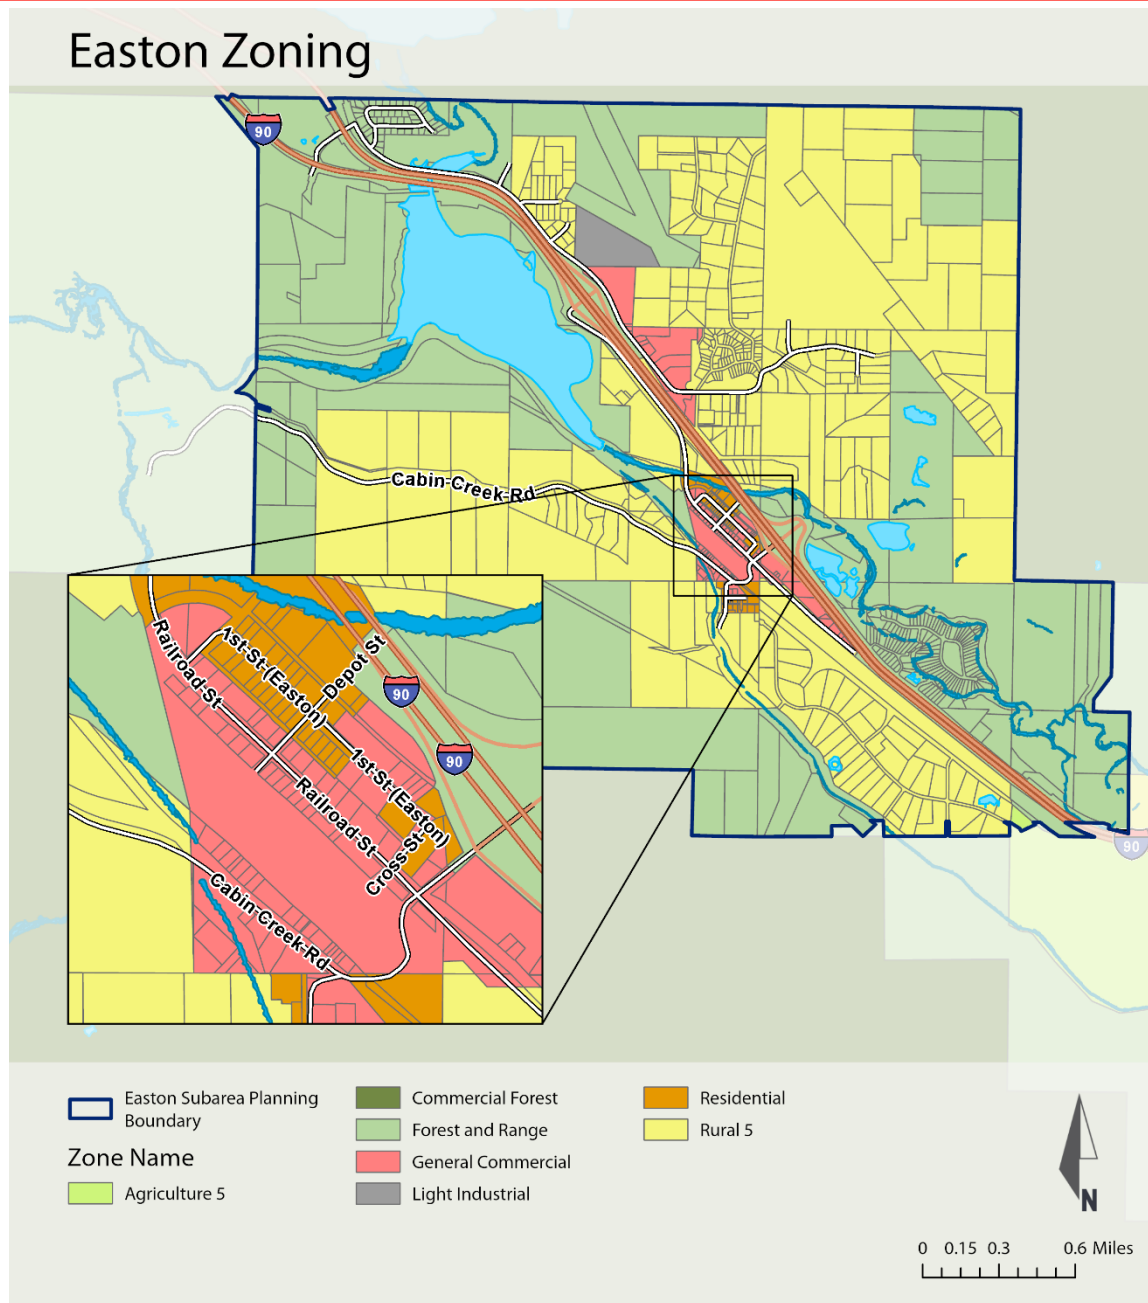 Easton Zoning
90
Cabin Creek Rd
Railroad St
1st St (Easton)
Depot St
90
90
1st St (Easton)
Railroad St
Cross St
Cabin Creek Rd
90
Easton Subarea Planning
Boundary
Zone Name
Agriculture 5
Commercial Forest
Forest and Range
General Commercial
Light Industrial
Residential
Rural 5
N
0 0.15 0.3 0.6 Miles